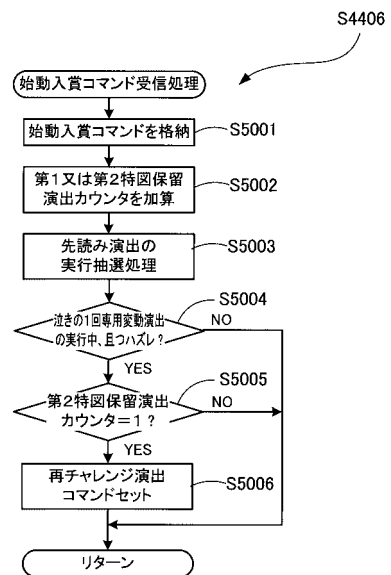 S4406
始動入賞コマンド受信処理
始動入賞コマンドを格納
S5001
第1又は第2特図保留
演出カウンタを加算
S5002
先読み演出の
実行抽選処理
S5003
S5004
泣きの1回専用変動演出
の実行中、且つハズレ?
NO
YES
S5005
第2特図保留演出
カウンタ=1?
NO
YES
再チャレンジ演出
コマンドセット
S5006
リターン